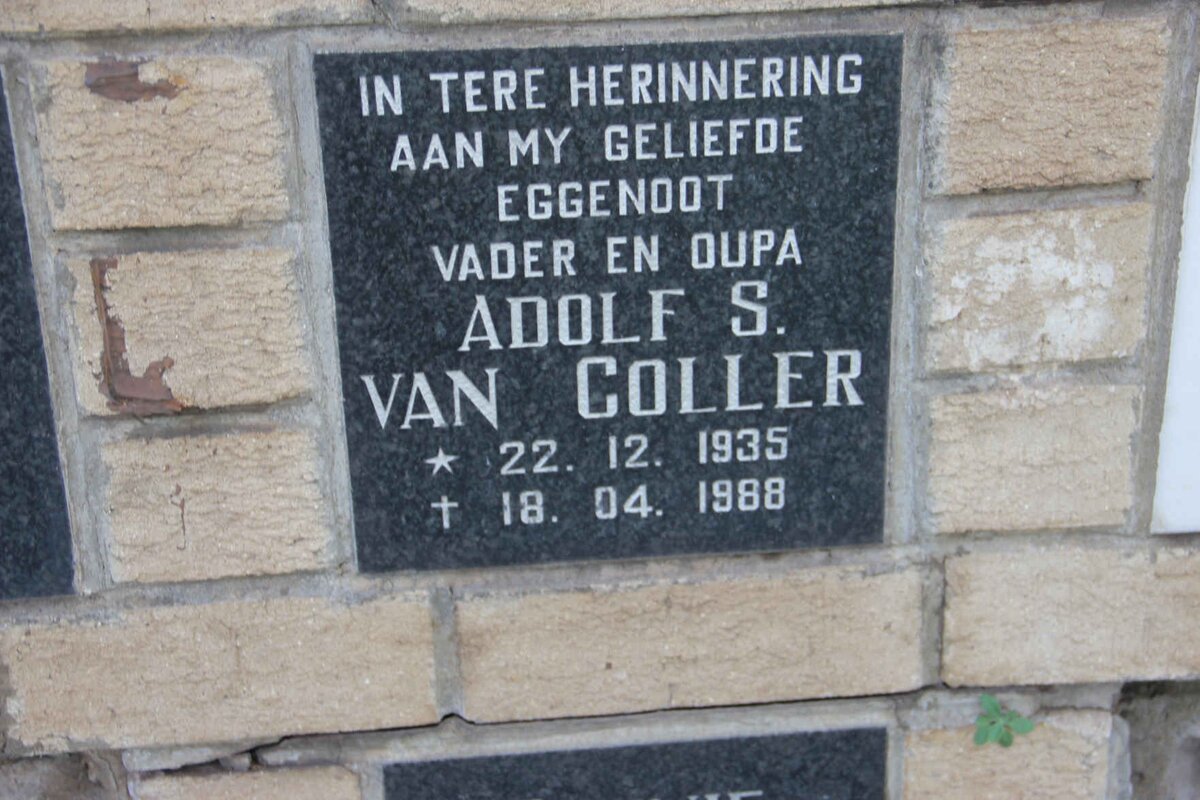 IN TERE HERINNERING
AAN MY GELIEFDE
EGGENOOT
VADER EN OUPA
ADOLF S.
VAN COLLER
★ 22. 12. 1935
† 18. 04. 1988